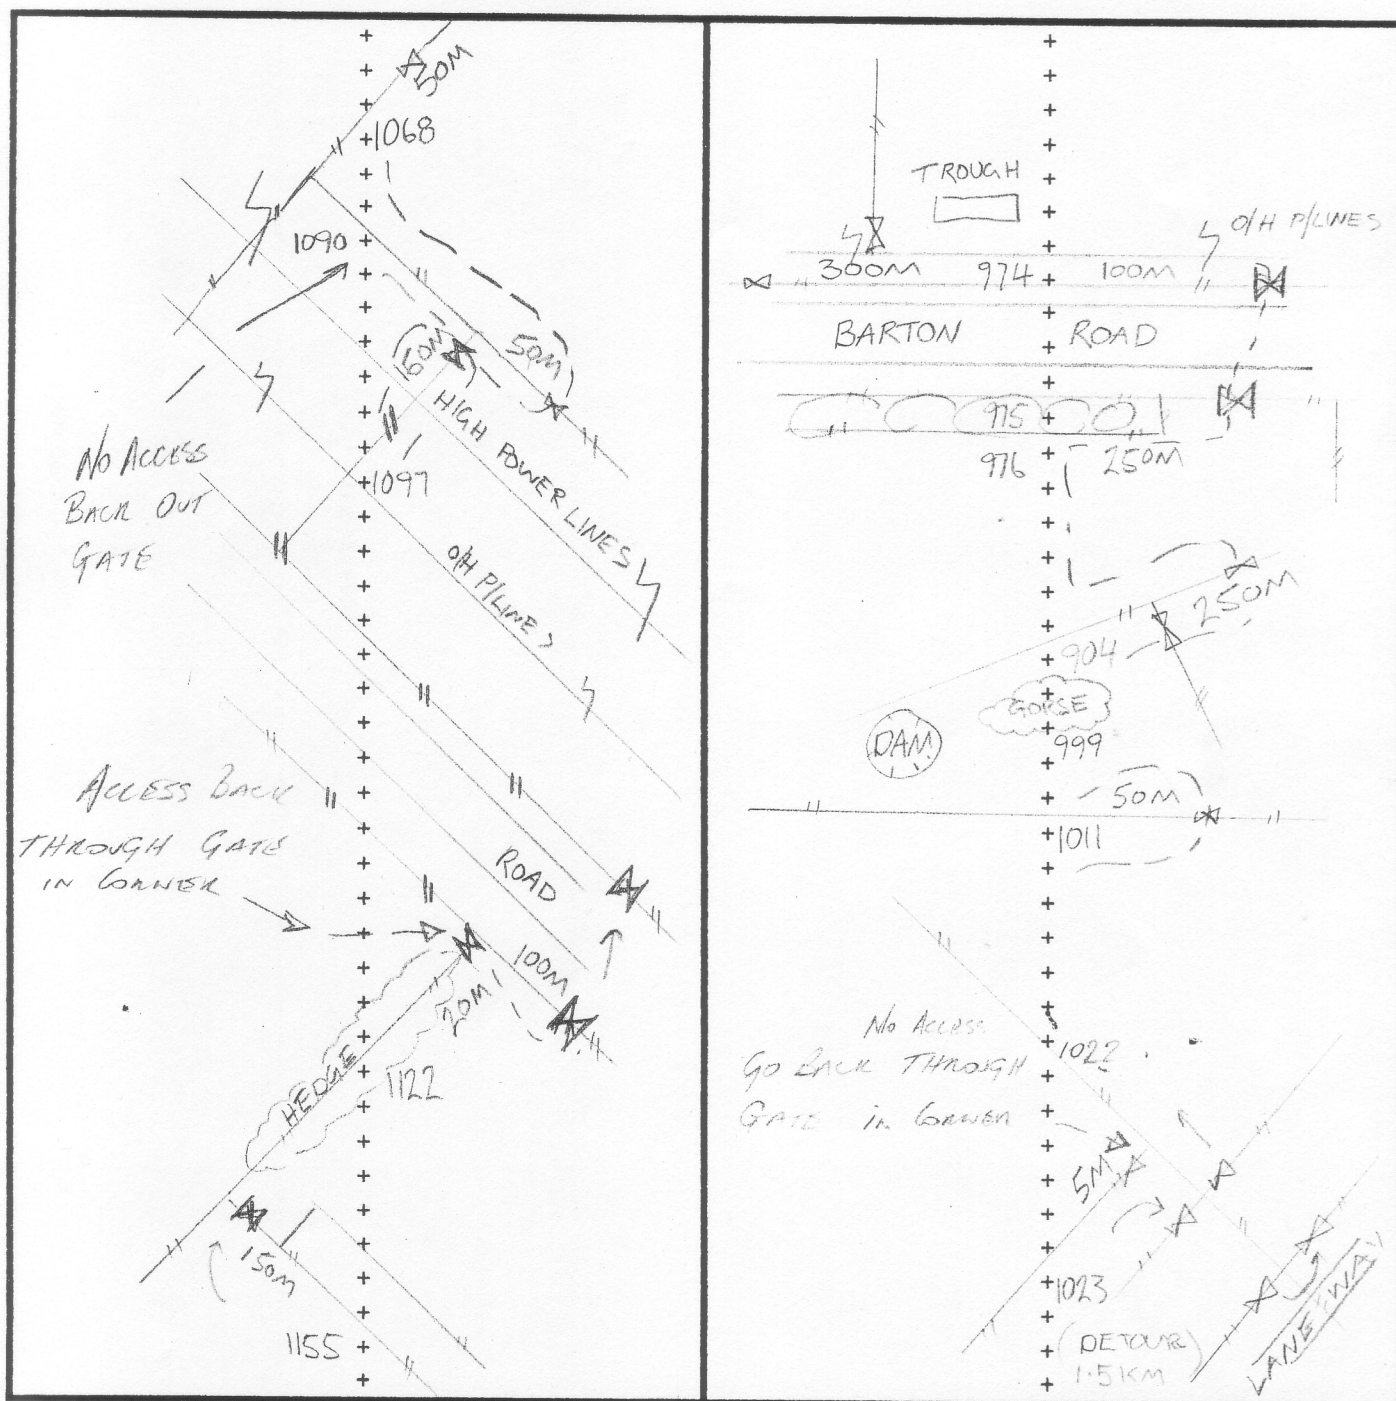 50M
1068
1090
(60M)
50M
HIGH POWER LINES
NO ACCESS
BACK OUT
GATE
1097
O/H P/LINES
ACCESS BACK
THROUGH GATE
IN CORNER
ROAD
100M
20M
HEDGE
1122
150M
1155
TROUGH
O/H P/LINES
300M
974
100M
BARTON ROAD
975
976
250M
250M
904
GORSE
DAM
999
50M
1011
NO ACCESS
1022
GO BACK THROUGH
GATE IN CORNER
5M
1023
(DETOUR)
1.5KM
LANEWAY